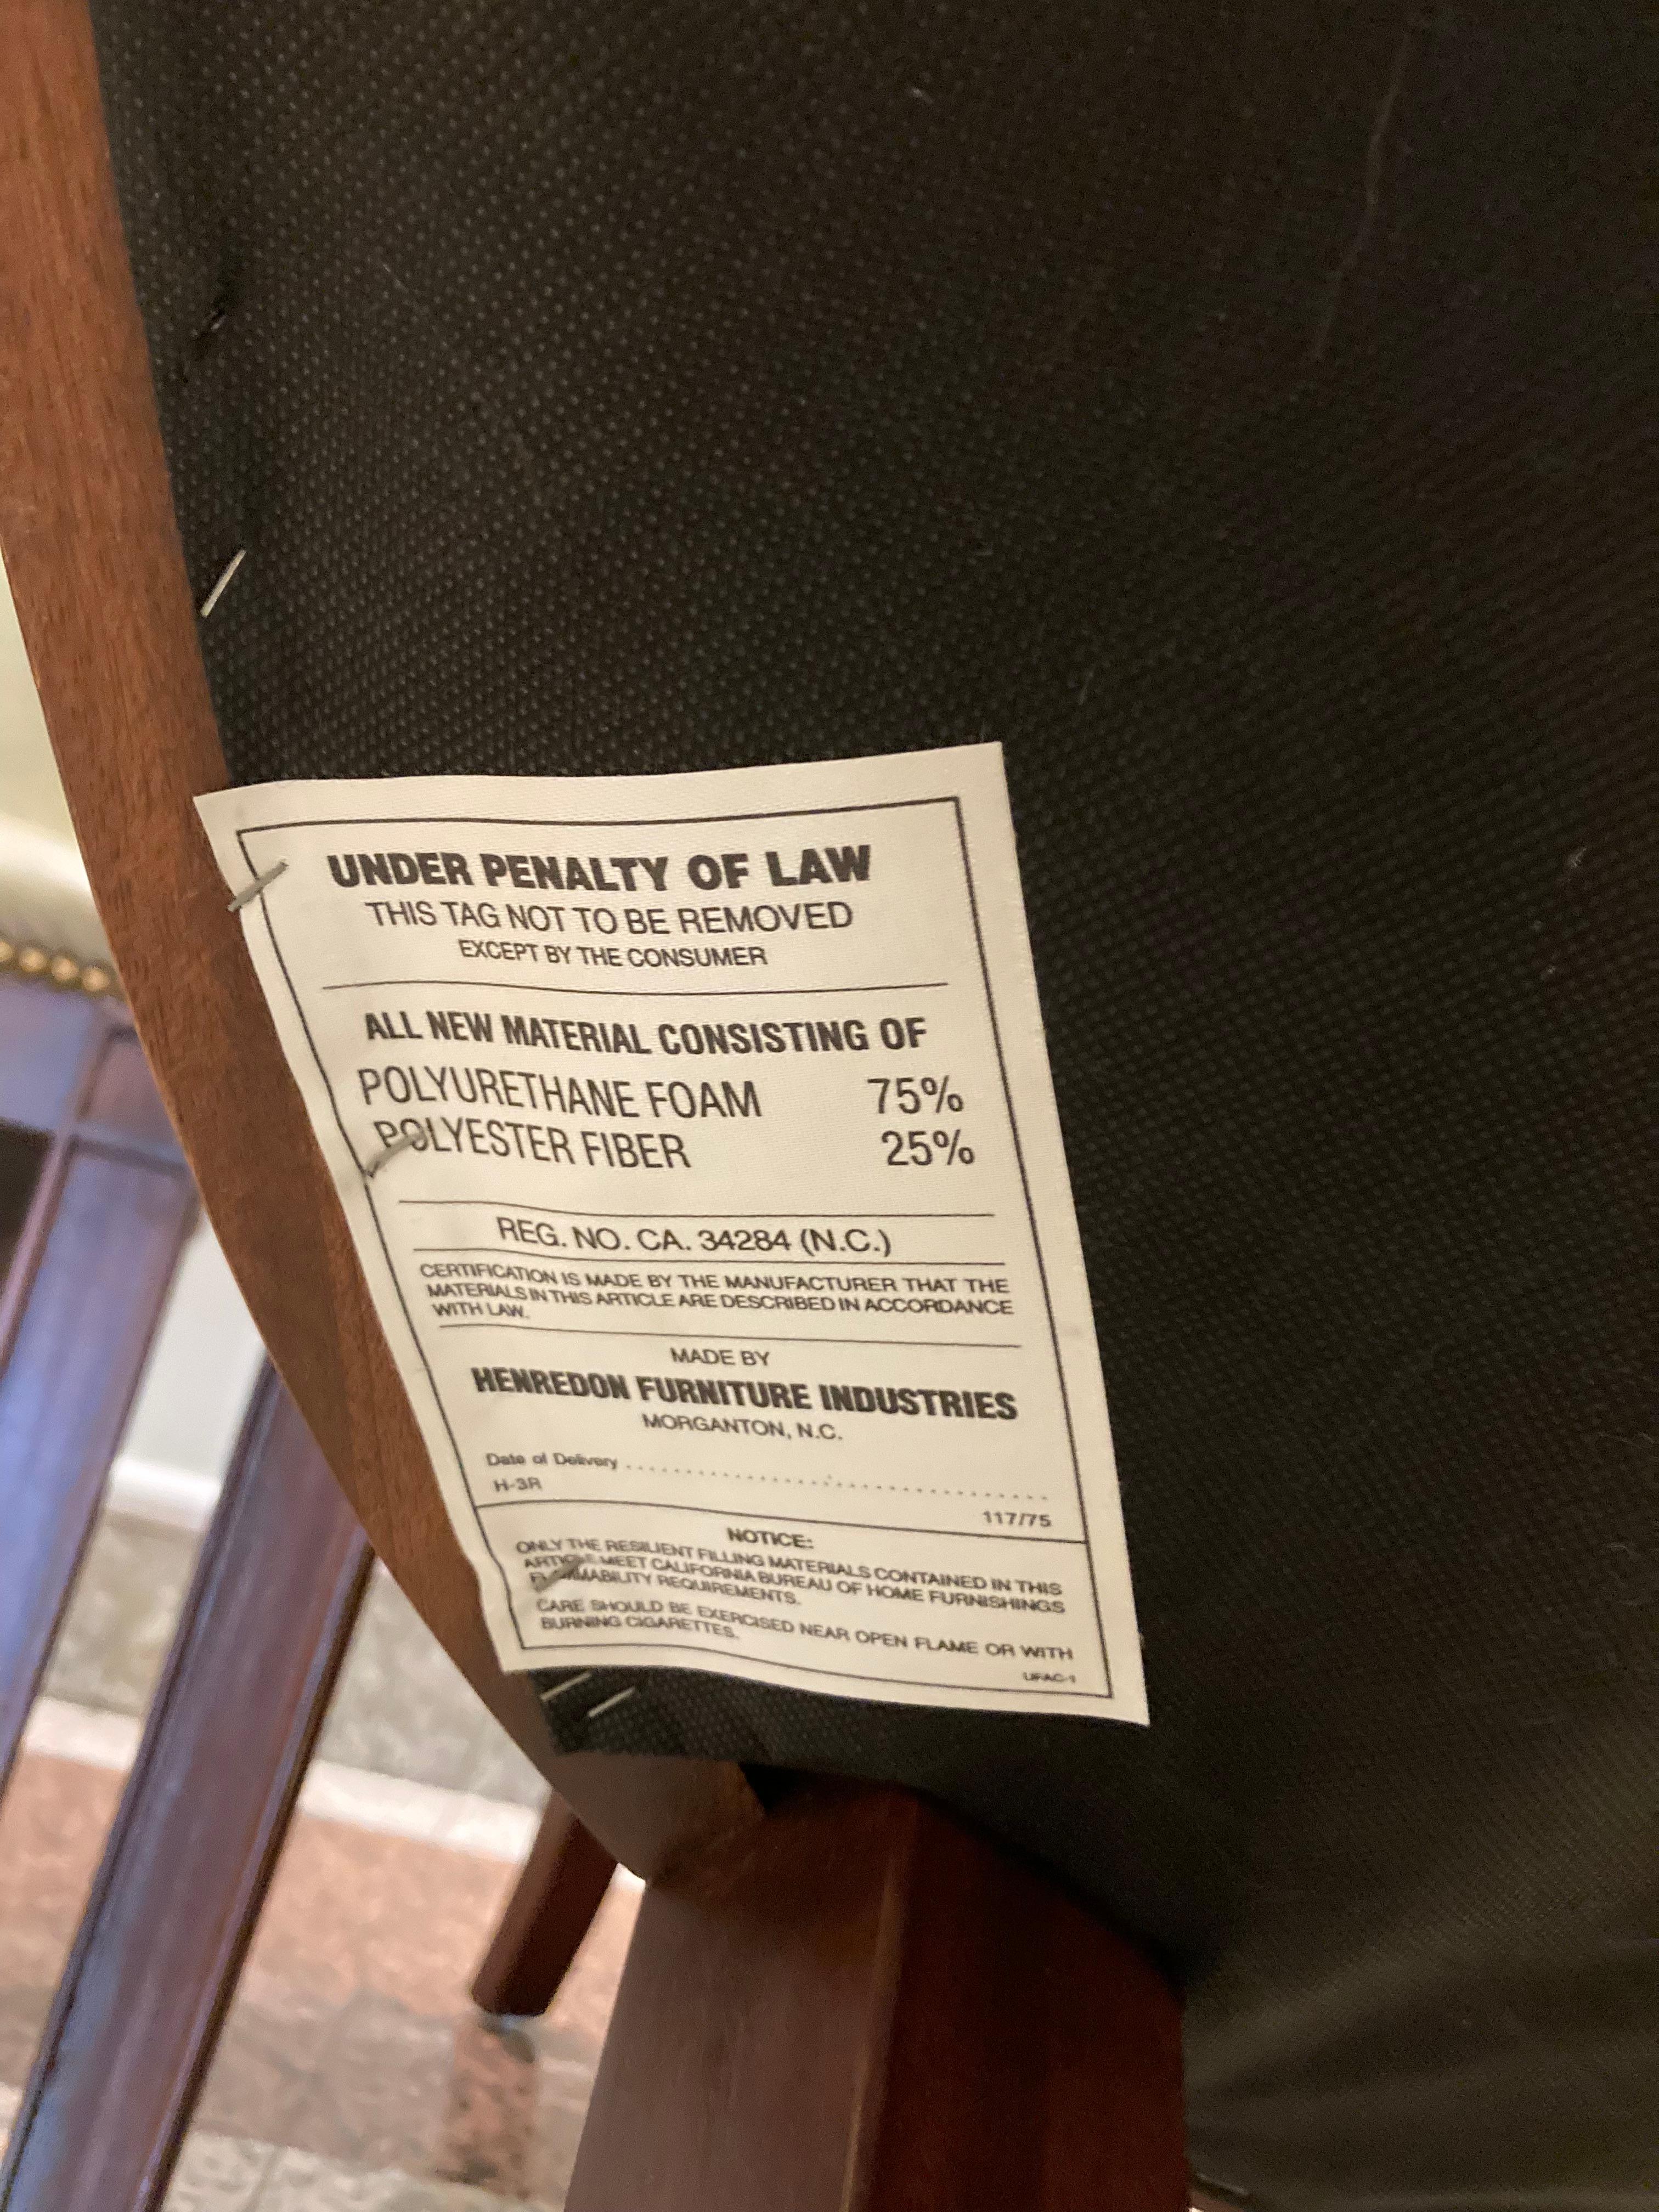 UNDER PENALTY OF LAW
THIS TAG NOT TO BE REMOVED
EXCEPT BY THE CONSUMER
ALL NEW MATERIAL CONSISTING OF
POLYURETHANE FOAM 75%
POLYESTER FIBER 25%
REG. NO. CA. 34284 (N.C.)
CERTIFICATION IS MADE BY THE MANUFACTURER THAT THE
MATERIALS IN THIS ARTICLE ARE DESCRIBED IN ACCORDANCE
WITH LAW.
MADE BY
HENREDON FURNITURE INDUSTRIES
MORGANTON, N.C.
Date of Delivery ........................................
H-3R
117/75
NOTICE:
ONLY THE RESILIENT FILLING MATERIALS CONTAINED IN THIS
ARTICLE MEET CALIFORNIA BUREAU OF HOME FURNISHINGS
FLAMMABILITY REQUIREMENTS.
CARE SHOULD BE EXERCISED NEAR OPEN FLAME OR WITH
BURNING CIGARETTES.
UFAC-1